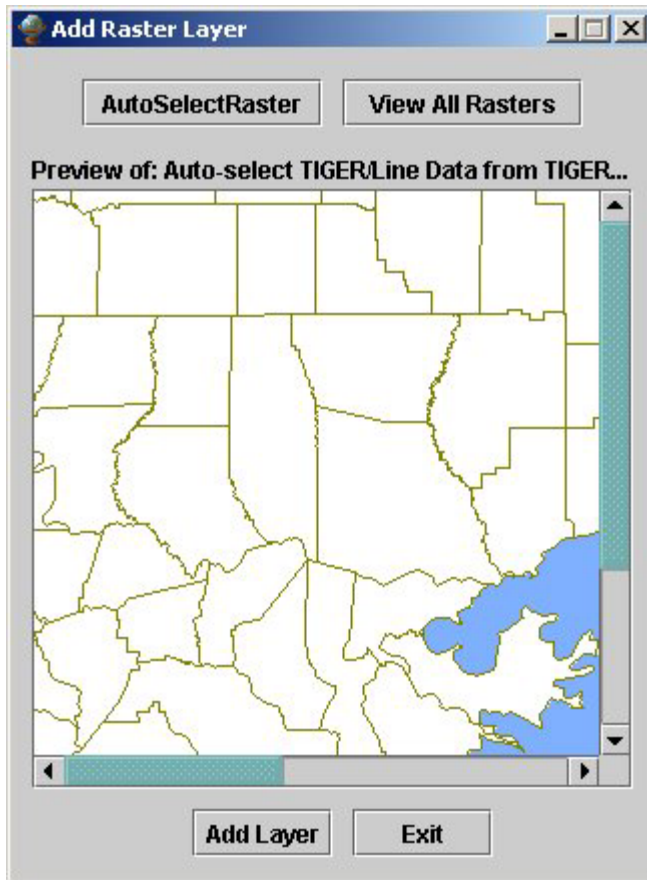 Add Raster Layer
AutoSelectRaster
View All Rasters
Preview of: Auto-select TIGER/Line Data from TIGER...
Add Layer
Exit